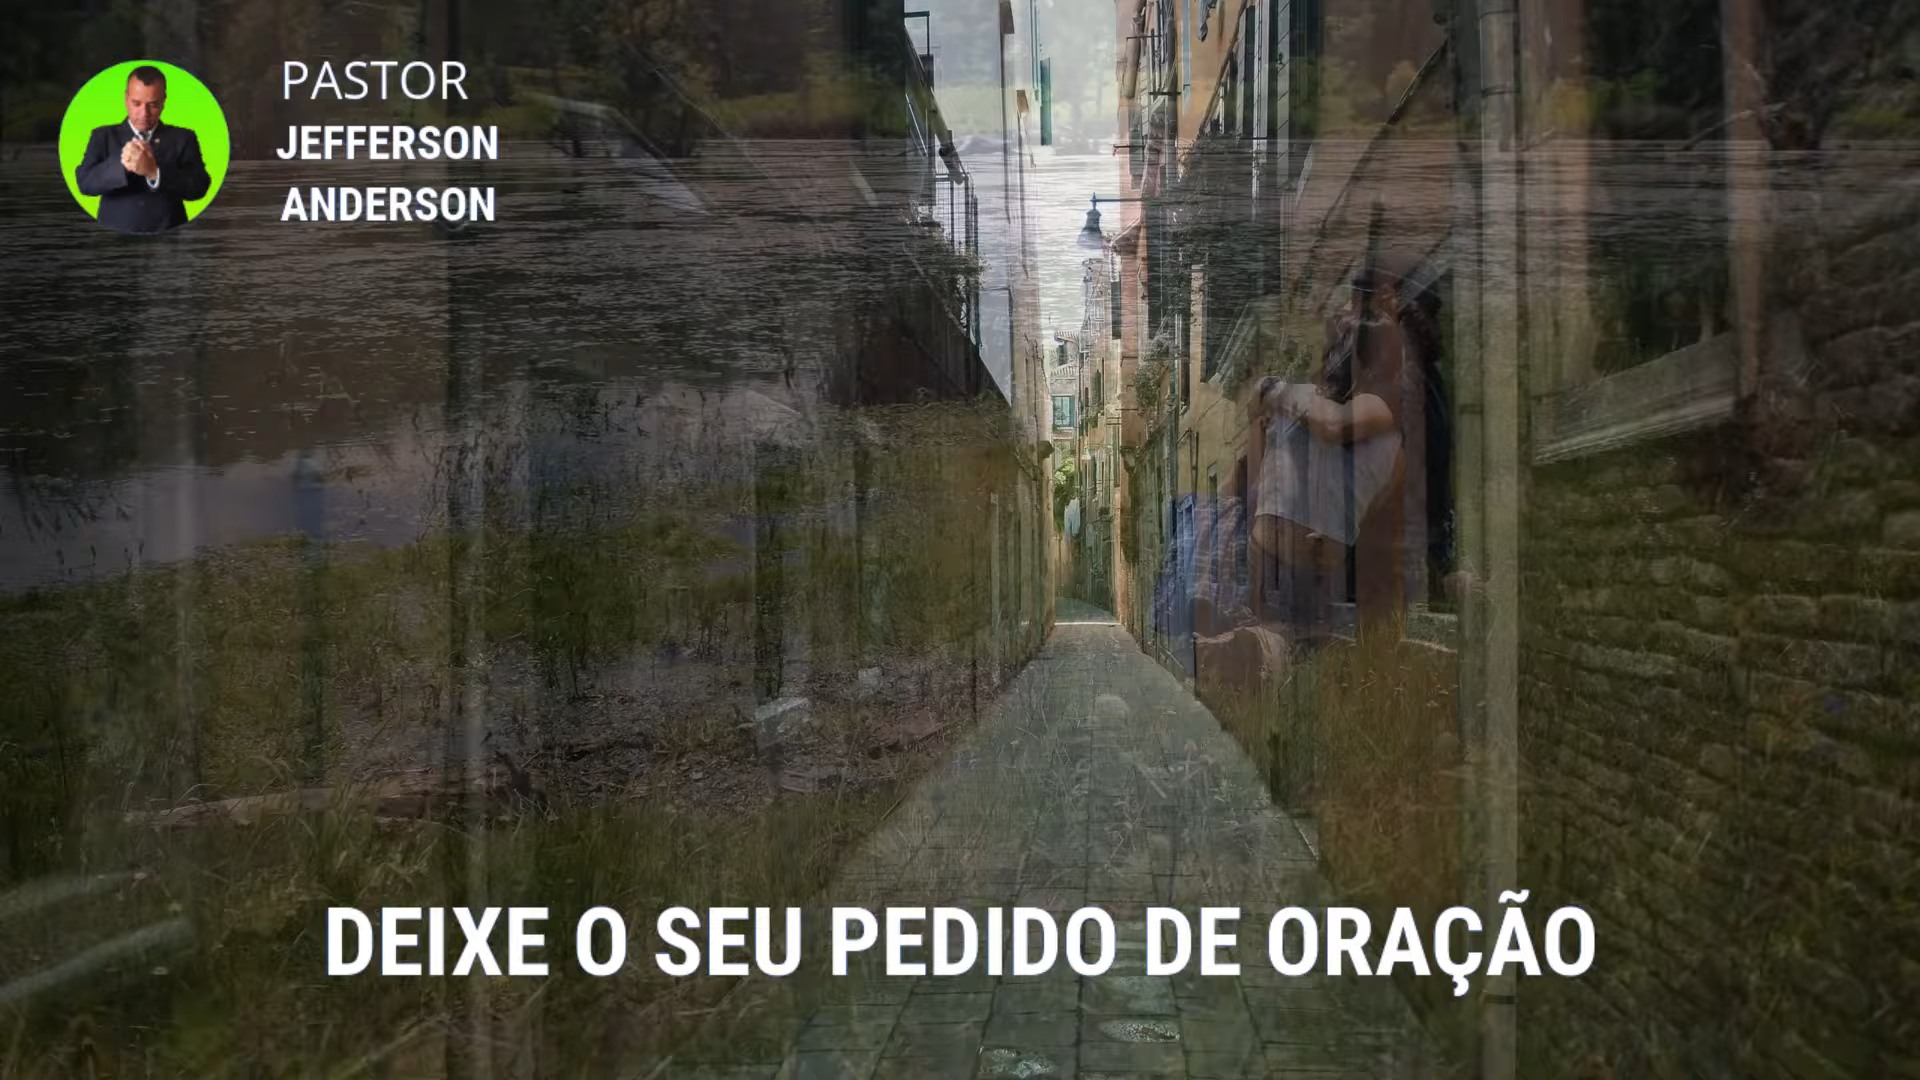 PASTOR
JEFFERSON
ANDERSON
DEIXE O SEU PEDIDO DE ORAÇÃO